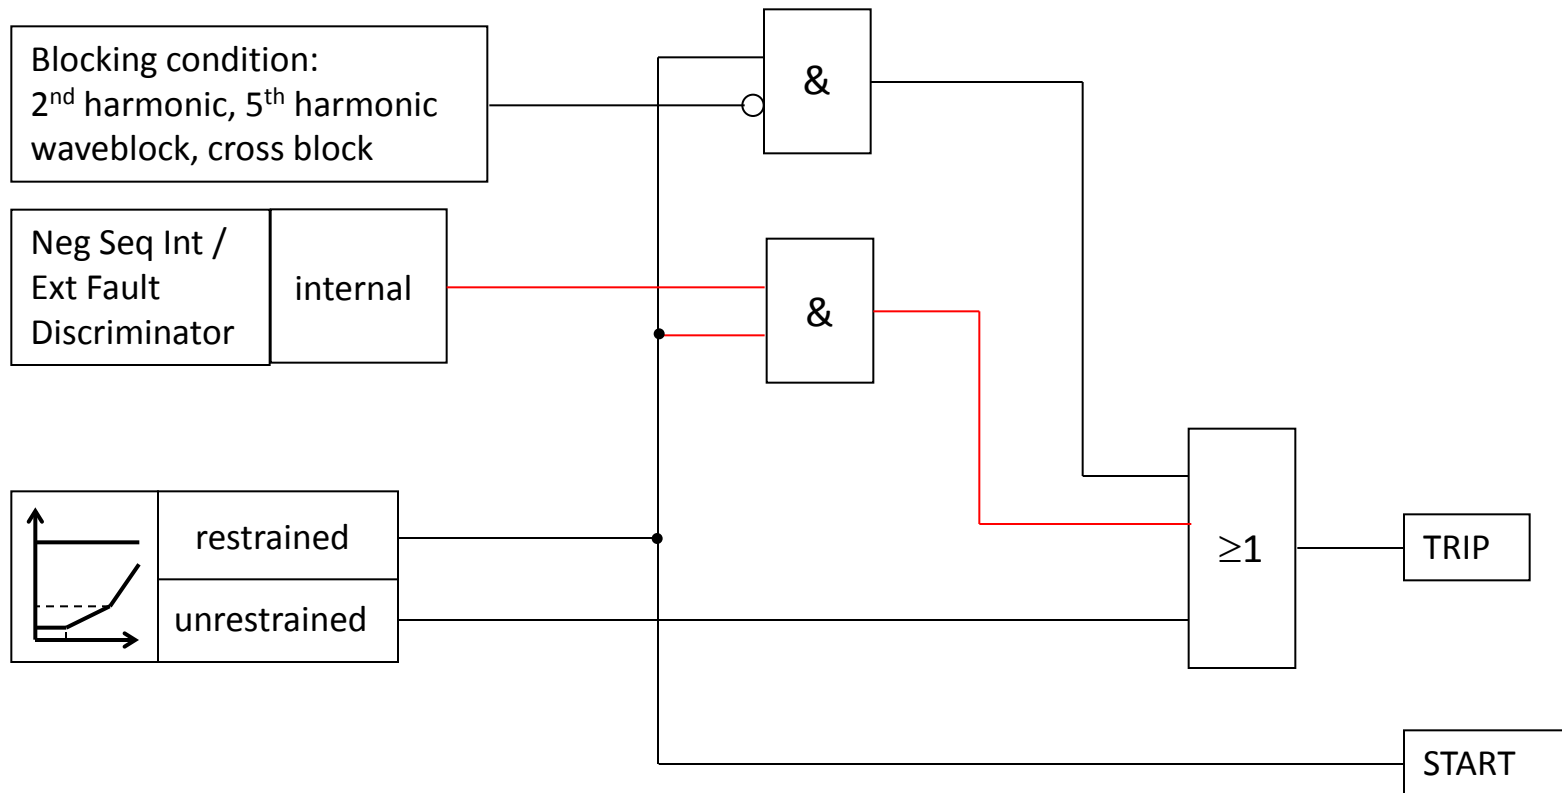 Blocking condition:
2nd harmonic, 5th harmonic
waveblock, cross block
&
Neg Seq Int /
Ext Fault
Discriminator
internal
&
restrained
unrestrained
≥1
TRIP
START